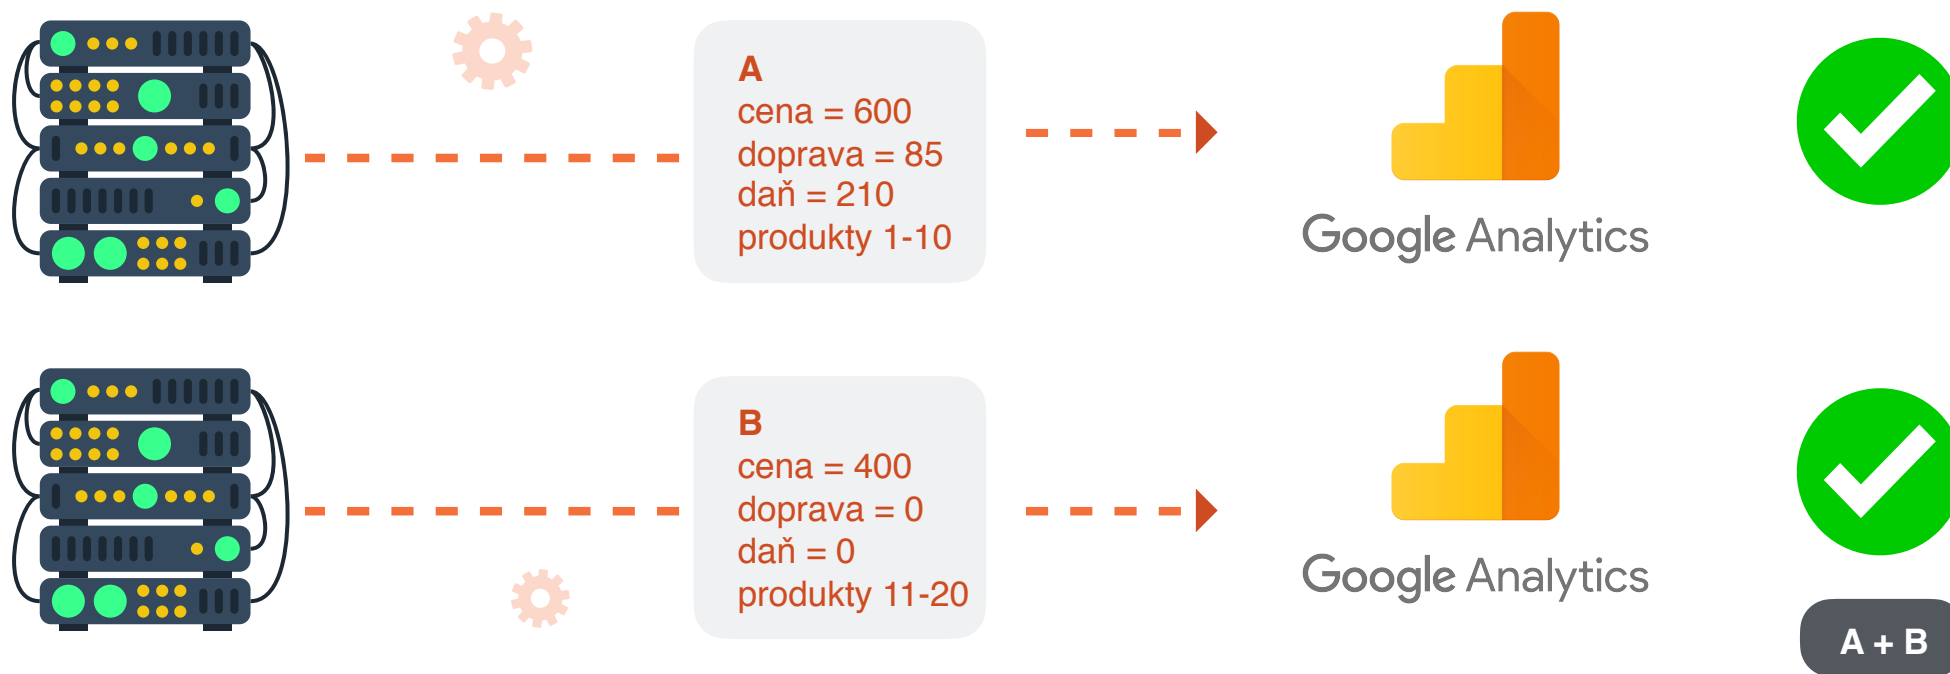 A
cena = 600
doprava = 85
daň = 210
produkty 1-10
Google Analytics
B
cena = 400
doprava = 0
daň = 0
produkty 11-20
Google Analytics
A + B